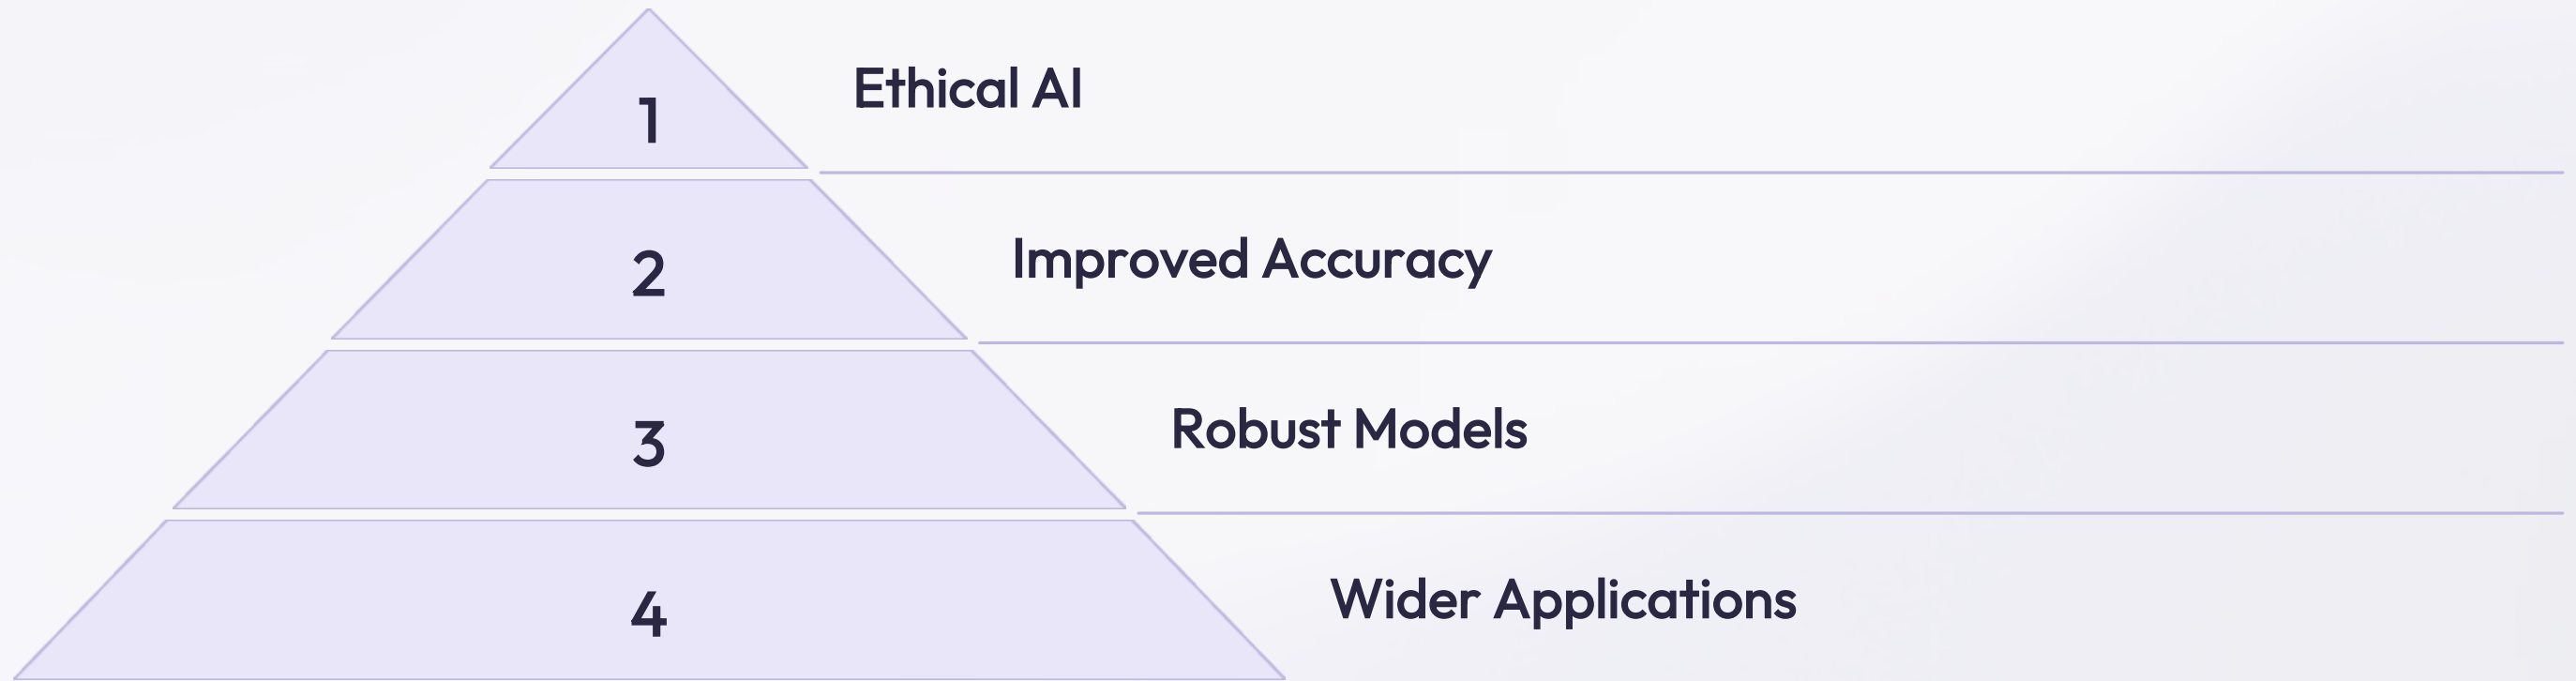 1
Ethical AI
2
Improved Accuracy
3
Robust Models
4
Wider Applications